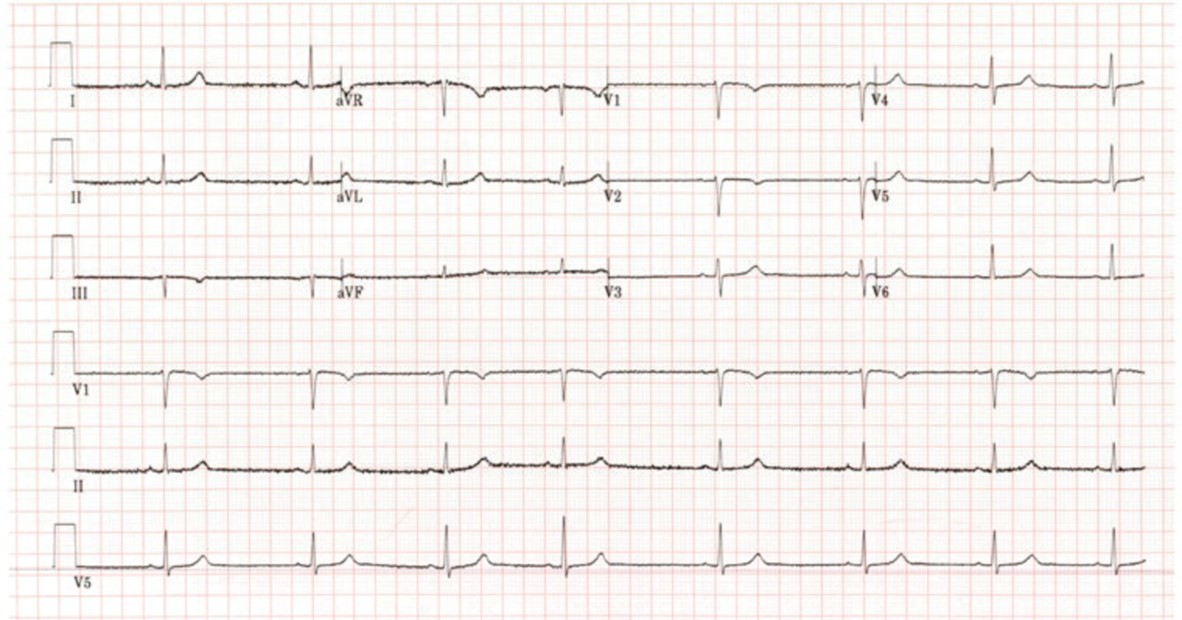 I aVR V1 V4
II aVL V2 V5
III aVF V3 V6
V1
II
V5